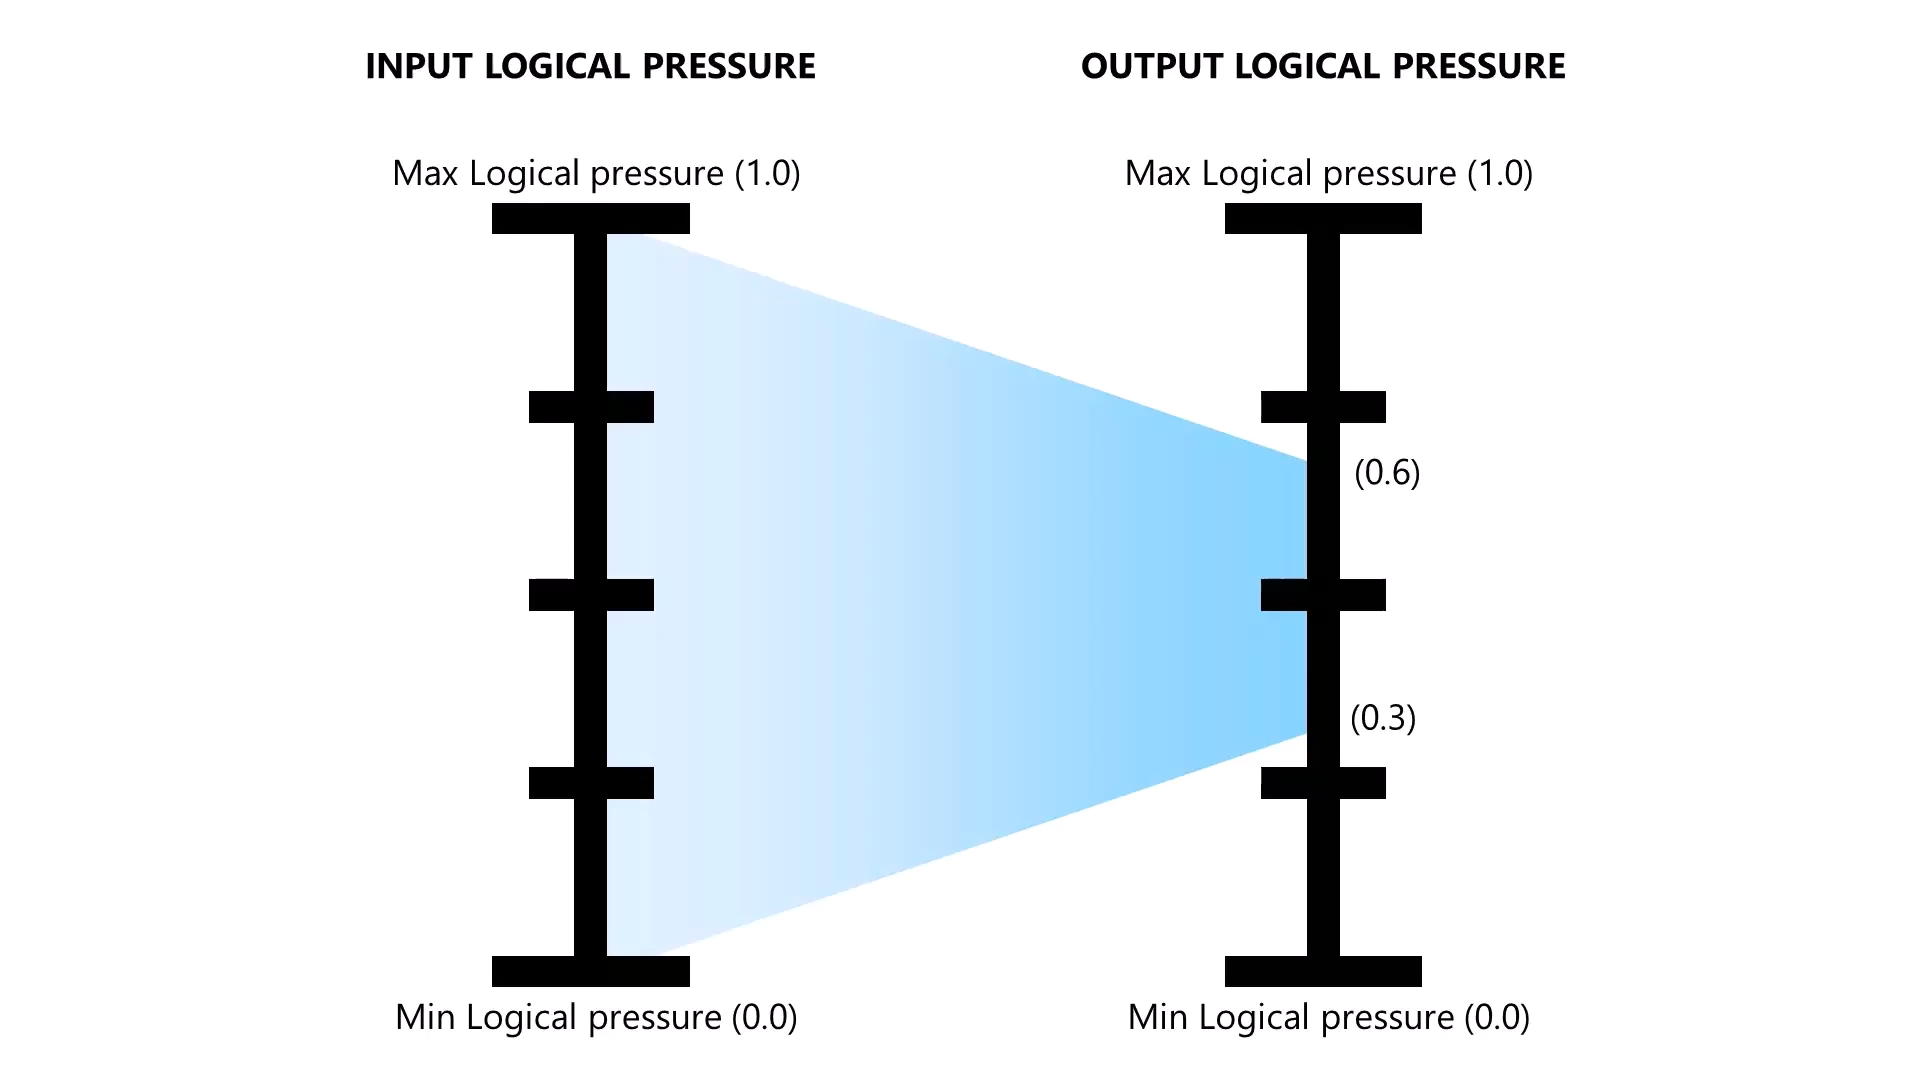 INPUT LOGICAL PRESSURE
OUTPUT LOGICAL PRESSURE
Max Logical pressure (1.0)
Max Logical pressure (1.0)
(0.6)
(0.3)
Min Logical pressure (0.0)
Min Logical pressure (0.0)